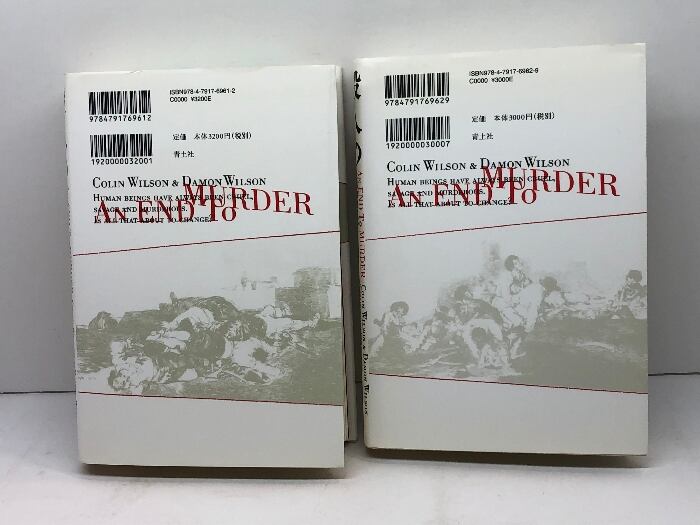 ISBN978-4-7917-6961-2
C0000 ¥3200E
9784791769612
定価 本体3200円(税別)
1920000032001
青土社
COLIN WILSON & DAMON WILSON
HUMAN BEINGS HAVE ALWAYS BEEN CRUEL,
SAVAGE AND MURDEROUS.
IS ALL THAT ABOUT TO CHANGE?
AN END TO MURDER
ISBN978-4-7917-6962-9
C0000 ¥3000E
9784791769629
定価 本体3000円(税別)
1920000030007
青土社
COLIN WILSON & DAMON WILSON
HUMAN BEINGS HAVE ALWAYS BEEN CRUEL,
SAVAGE AND MURDEROUS.
IS ALL THAT ABOUT TO CHANGE?
AN END TO MURDER
AN END TO MURDER COLIN WILSON & DAMON WILSON